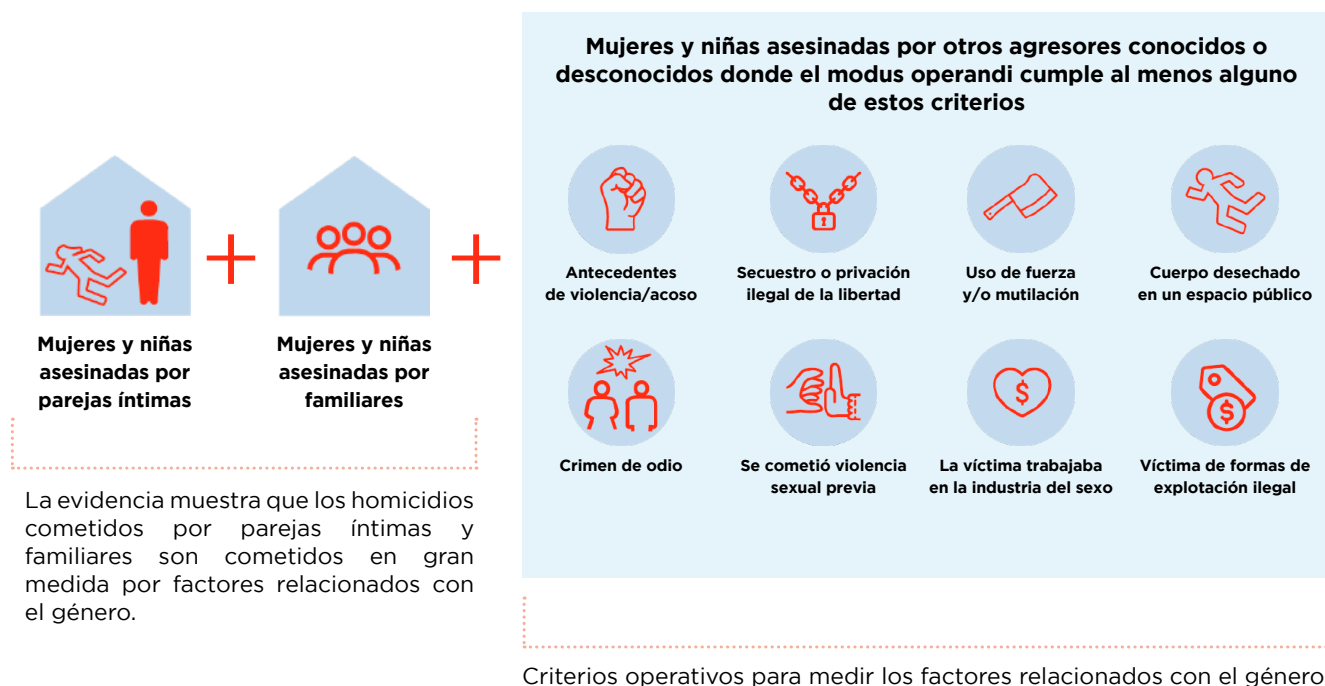 Mujeres y niñas asesinadas por otros agresores conocidos o
desconocidos donde el modus operandi cumple al menos alguno
de estos criterios
Mujeres y niñas
asesinadas por
parejas íntimas
Mujeres y niñas
asesinadas por
familiares
Antecedentes
de violencia/acoso
Secuestro o privación
ilegal de la libertad
Uso de fuerza
y/o mutilación
Cuerpo desechado
en un espacio público
Crimen de odio
Se cometió violencia
sexual previa
La víctima trabajaba
en la industria del sexo
Víctima de formas de
explotación ilegal
La evidencia muestra que los homicidios
cometidos por parejas íntimas y
familiares son cometidos en gran
medida por factores relacionados con
el género.
Criterios operativos para medir los factores relacionados con el género